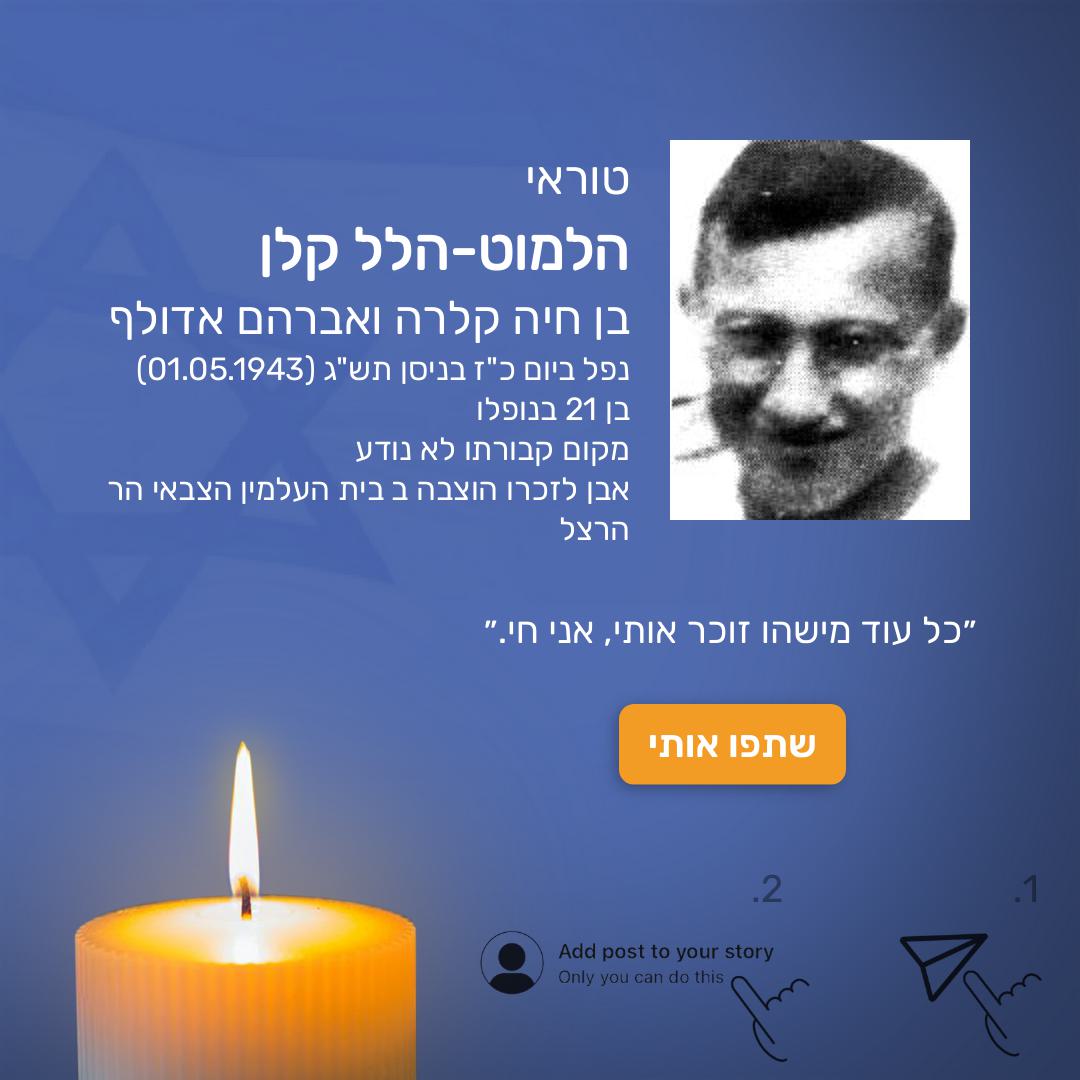 טוראי
הלמוט-הלל קלן
בן חיה קלרה ואברהם אדולף
נפל ביום כ"ז בניסן תש"ג (01.05.1943)
בן 21 בנופלו
מקום קבורתו לא נודע
אבן לזכרו הוצבה ב בית העלמין הצבאי הר
הרצל
״כל עוד מישהו זוכר אותי, אני חי.״
שתפו אותי
1.
2.
Add post to your story
Only you can do this